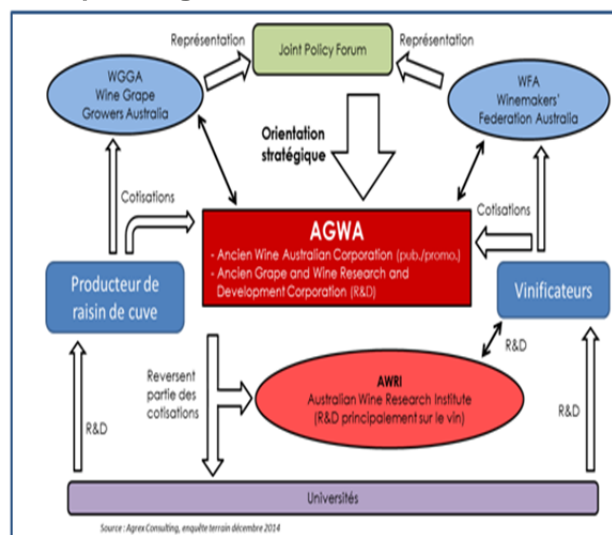 Représentation
Joint Policy Forum
Représentation
WGGA
Wine Grape
Growers Australia
WFA
Winemakers'
Federation Australia
Orientation
stratégique
Cotisations
Cotisations
AGWA
- Ancien Wine Australian Corporation (pub./promo.)
- Ancien Grape and Wine Research and
Development Corporation (R&D)
Producteur de
raisin de cuve
Vinificateurs
R&D
Reversent
partie des
cotisations
AWRI
Australian Wine Research Institute
(R&D principalement sur le vin)
R&D
R&D
Universités
Source : Agrex Consulting, enquête terrain décembre 2014